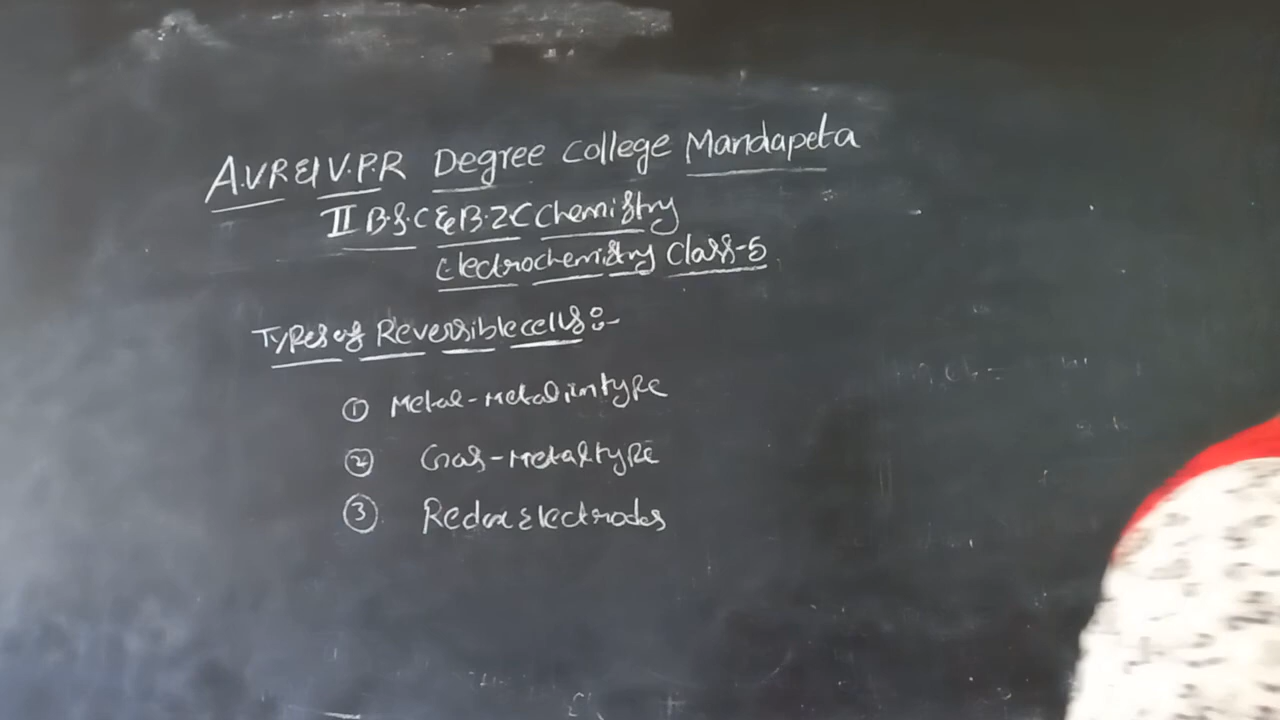 A.V.R & V.P.R Degree College Mandapeta
II B.S.C & B.Z.C Chemistry
Electrochemistry Class-5
Types of Reversible cells:-
① Metal-Metal ion type
② Gas-Metal type
③ Redox Electrodes